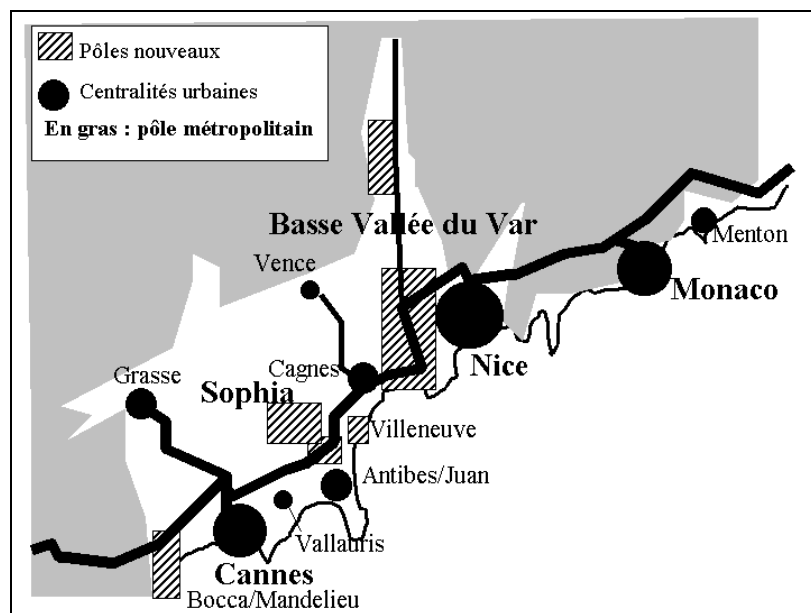 Pôles nouveaux
Centralités urbaines
En gras : pôle métropolitain
Basse Vallée du Var
Menton
Vence
Monaco
Nice
Cagnes
Grasse
Sophia
Villeneuve
Antibes/Juan
Vallauris
Cannes
Bocca/Mandelieu